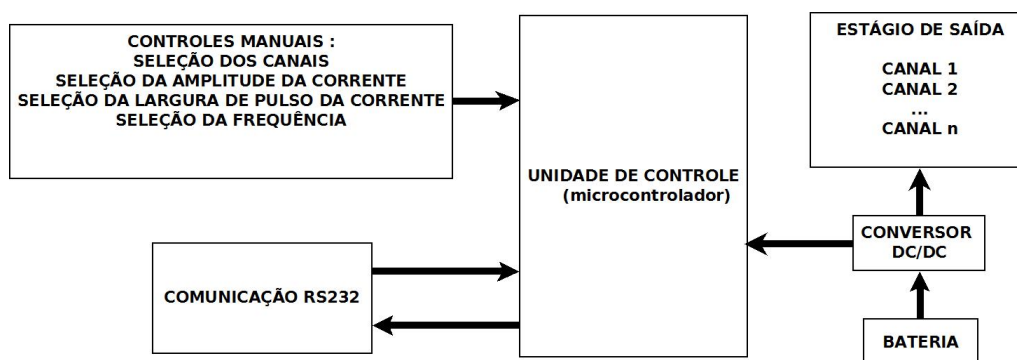 CONTROLES MANUAIS :
SELEÇÃO DOS CANAIS
SELEÇÃO DA AMPLITUDE DA CORRENTE
SELEÇÃO DA LARGURA DE PULSO DA CORRENTE
SELEÇÃO DA FREQUÊNCIA
COMUNICAÇÃO RS232
UNIDADE DE CONTROLE
(microcontrolador)
ESTÁGIO DE SAÍDA
CANAL 1
CANAL 2
...
CANAL n
CONVERSOR
DC/DC
BATERIA